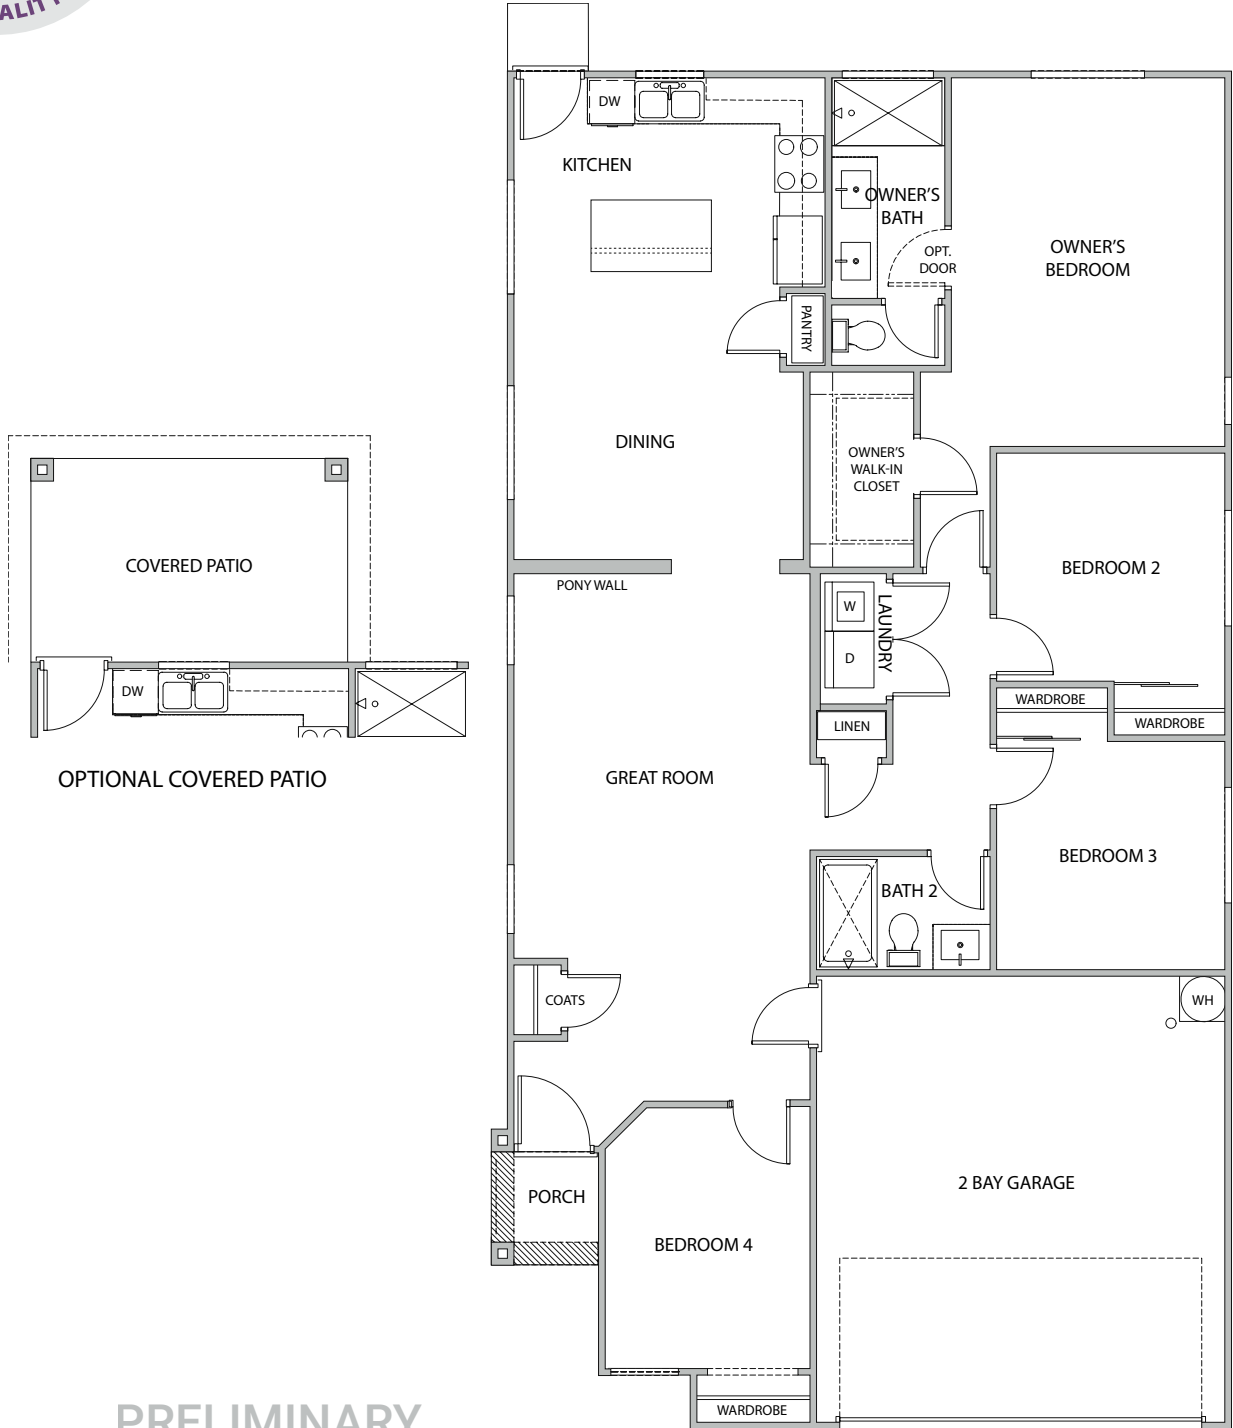 DW
KITCHEN
OWNER'S
BATH
OPT.
DOOR
OWNER'S
BEDROOM
PANTRY
DINING
OWNER'S
WALK-IN
CLOSET
COVERED PATIO
BEDROOM 2
PONY WALL
W
LAUNDRY
D
DW
WARDROBE
WARDROBE
LINEN
OPTIONAL COVERED PATIO
GREAT ROOM
BEDROOM 3
BATH 2
COATS
WH
PORCH
2 BAY GARAGE
BEDROOM 4
WARDROBE
PRELIMINARY